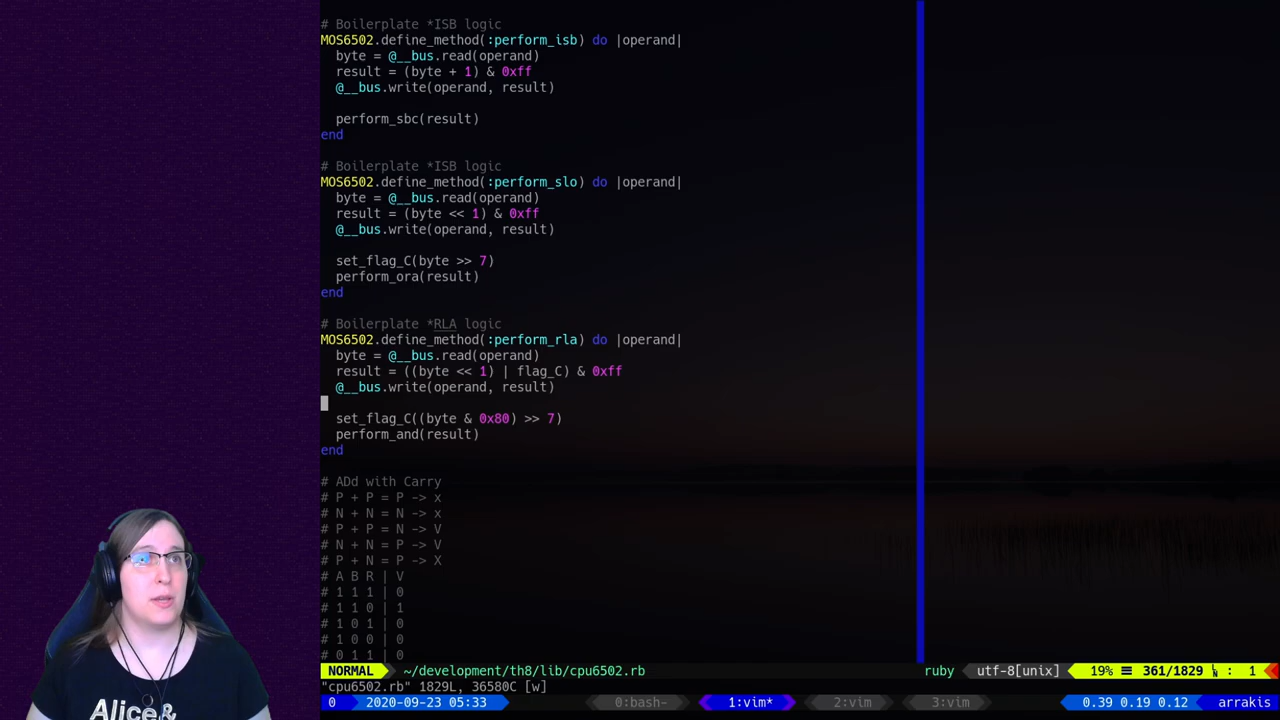 # Boilerplate *ISB logic
MOS6502.define_method(:perform_isb) do |operand|
byte = @__bus.read(operand)
result = (byte + 1) & 0xff
@__bus.write(operand, result)
perform_sbc(result)
end
# Boilerplate *ISB logic
MOS6502.define_method(:perform_slo) do |operand|
byte = @__bus.read(operand)
result = (byte << 1) & 0xff
@__bus.write(operand, result)
set_flag_C(byte >> 7)
perform_ora(result)
end
# Boilerplate *RLA logic
MOS6502.define_method(:perform_rla) do |operand|
byte = @__bus.read(operand)
result = ((byte << 1) | flag_C) & 0xff
@__bus.write(operand, result)
set_flag_C((byte & 0x80) >> 7)
perform_and(result)
end
# ADd with Carry
# P + P = P -> x
# N + N = N -> x
# P + P = N -> V
# N + N = P -> V
# P + N = P -> X
# A B R | V
# 1 1 1 | 0
# 1 1 0 | 1
# 1 0 1 | 0
# 1 0 0 | 0
# 0 1 1 | 0
NORMAL ~/development/th8/lib/cpu6502.rb ruby utf-8[unix] 19% ☰ 361/1829 ㏑ : 1
"cpu6502.rb" 1829L, 36580C [w]
0 2020-09-23 05:33 0:bash- 1:vim* 2:vim 3:vim 0.39 0.19 0.12 arrakis
Alice&